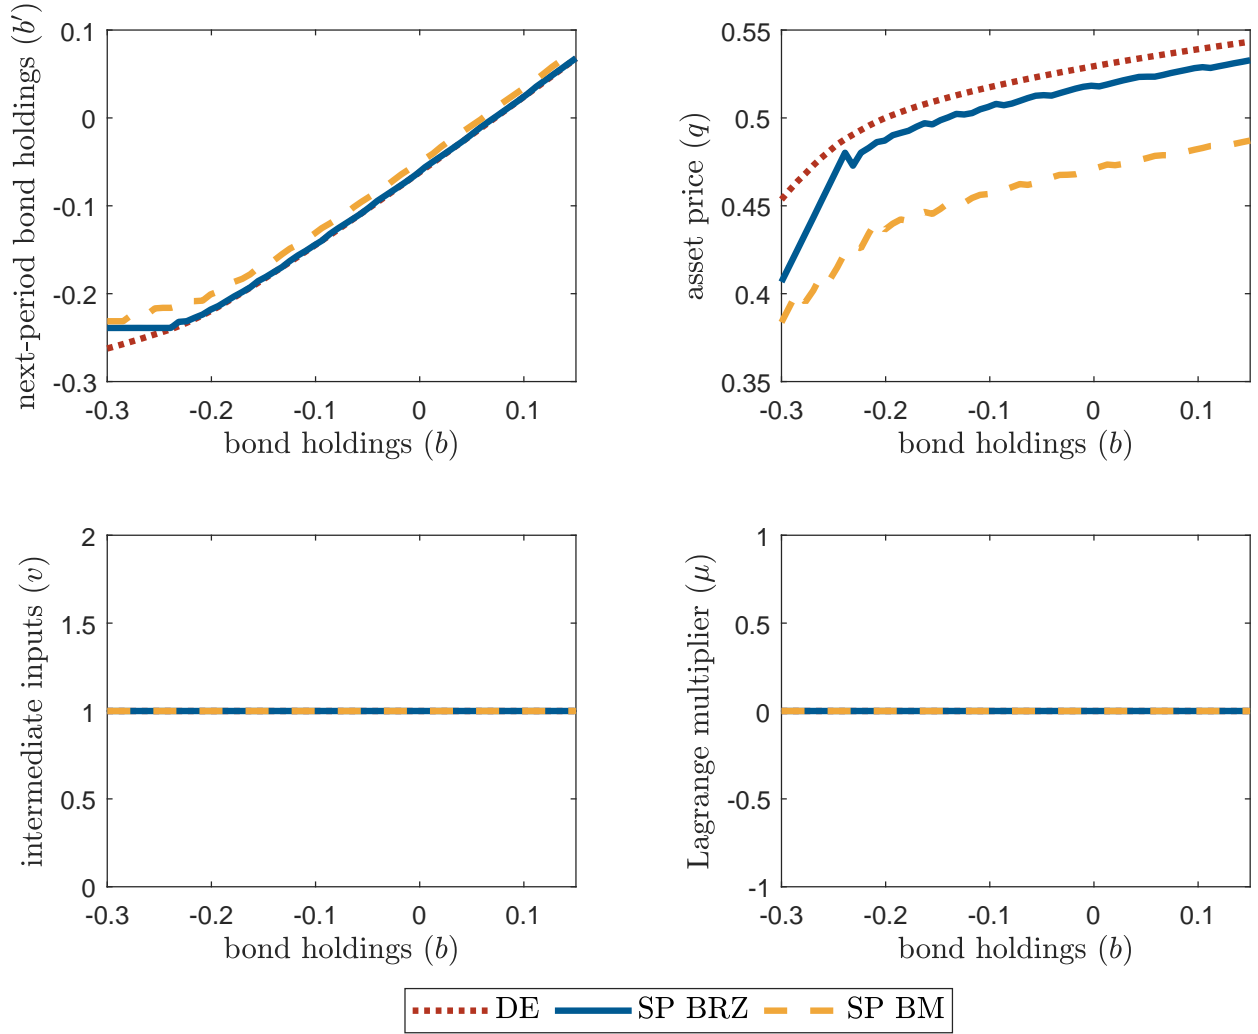 next-period bond holdings (b′)
0.1
0
-0.1
-0.2
-0.3
-0.3 -0.2 -0.1 0 0.1
bond holdings (b)
asset price (q)
0.55
0.5
0.45
0.4
0.35
-0.3 -0.2 -0.1 0 0.1
bond holdings (b)
intermediate inputs (v)
2
1.5
1
0.5
0
-0.3 -0.2 -0.1 0 0.1
bond holdings (b)
Lagrange multiplier (μ)
1
0.5
0
-0.5
-1
-0.3 -0.2 -0.1 0 0.1
bond holdings (b)
DE SP BRZ SP BM